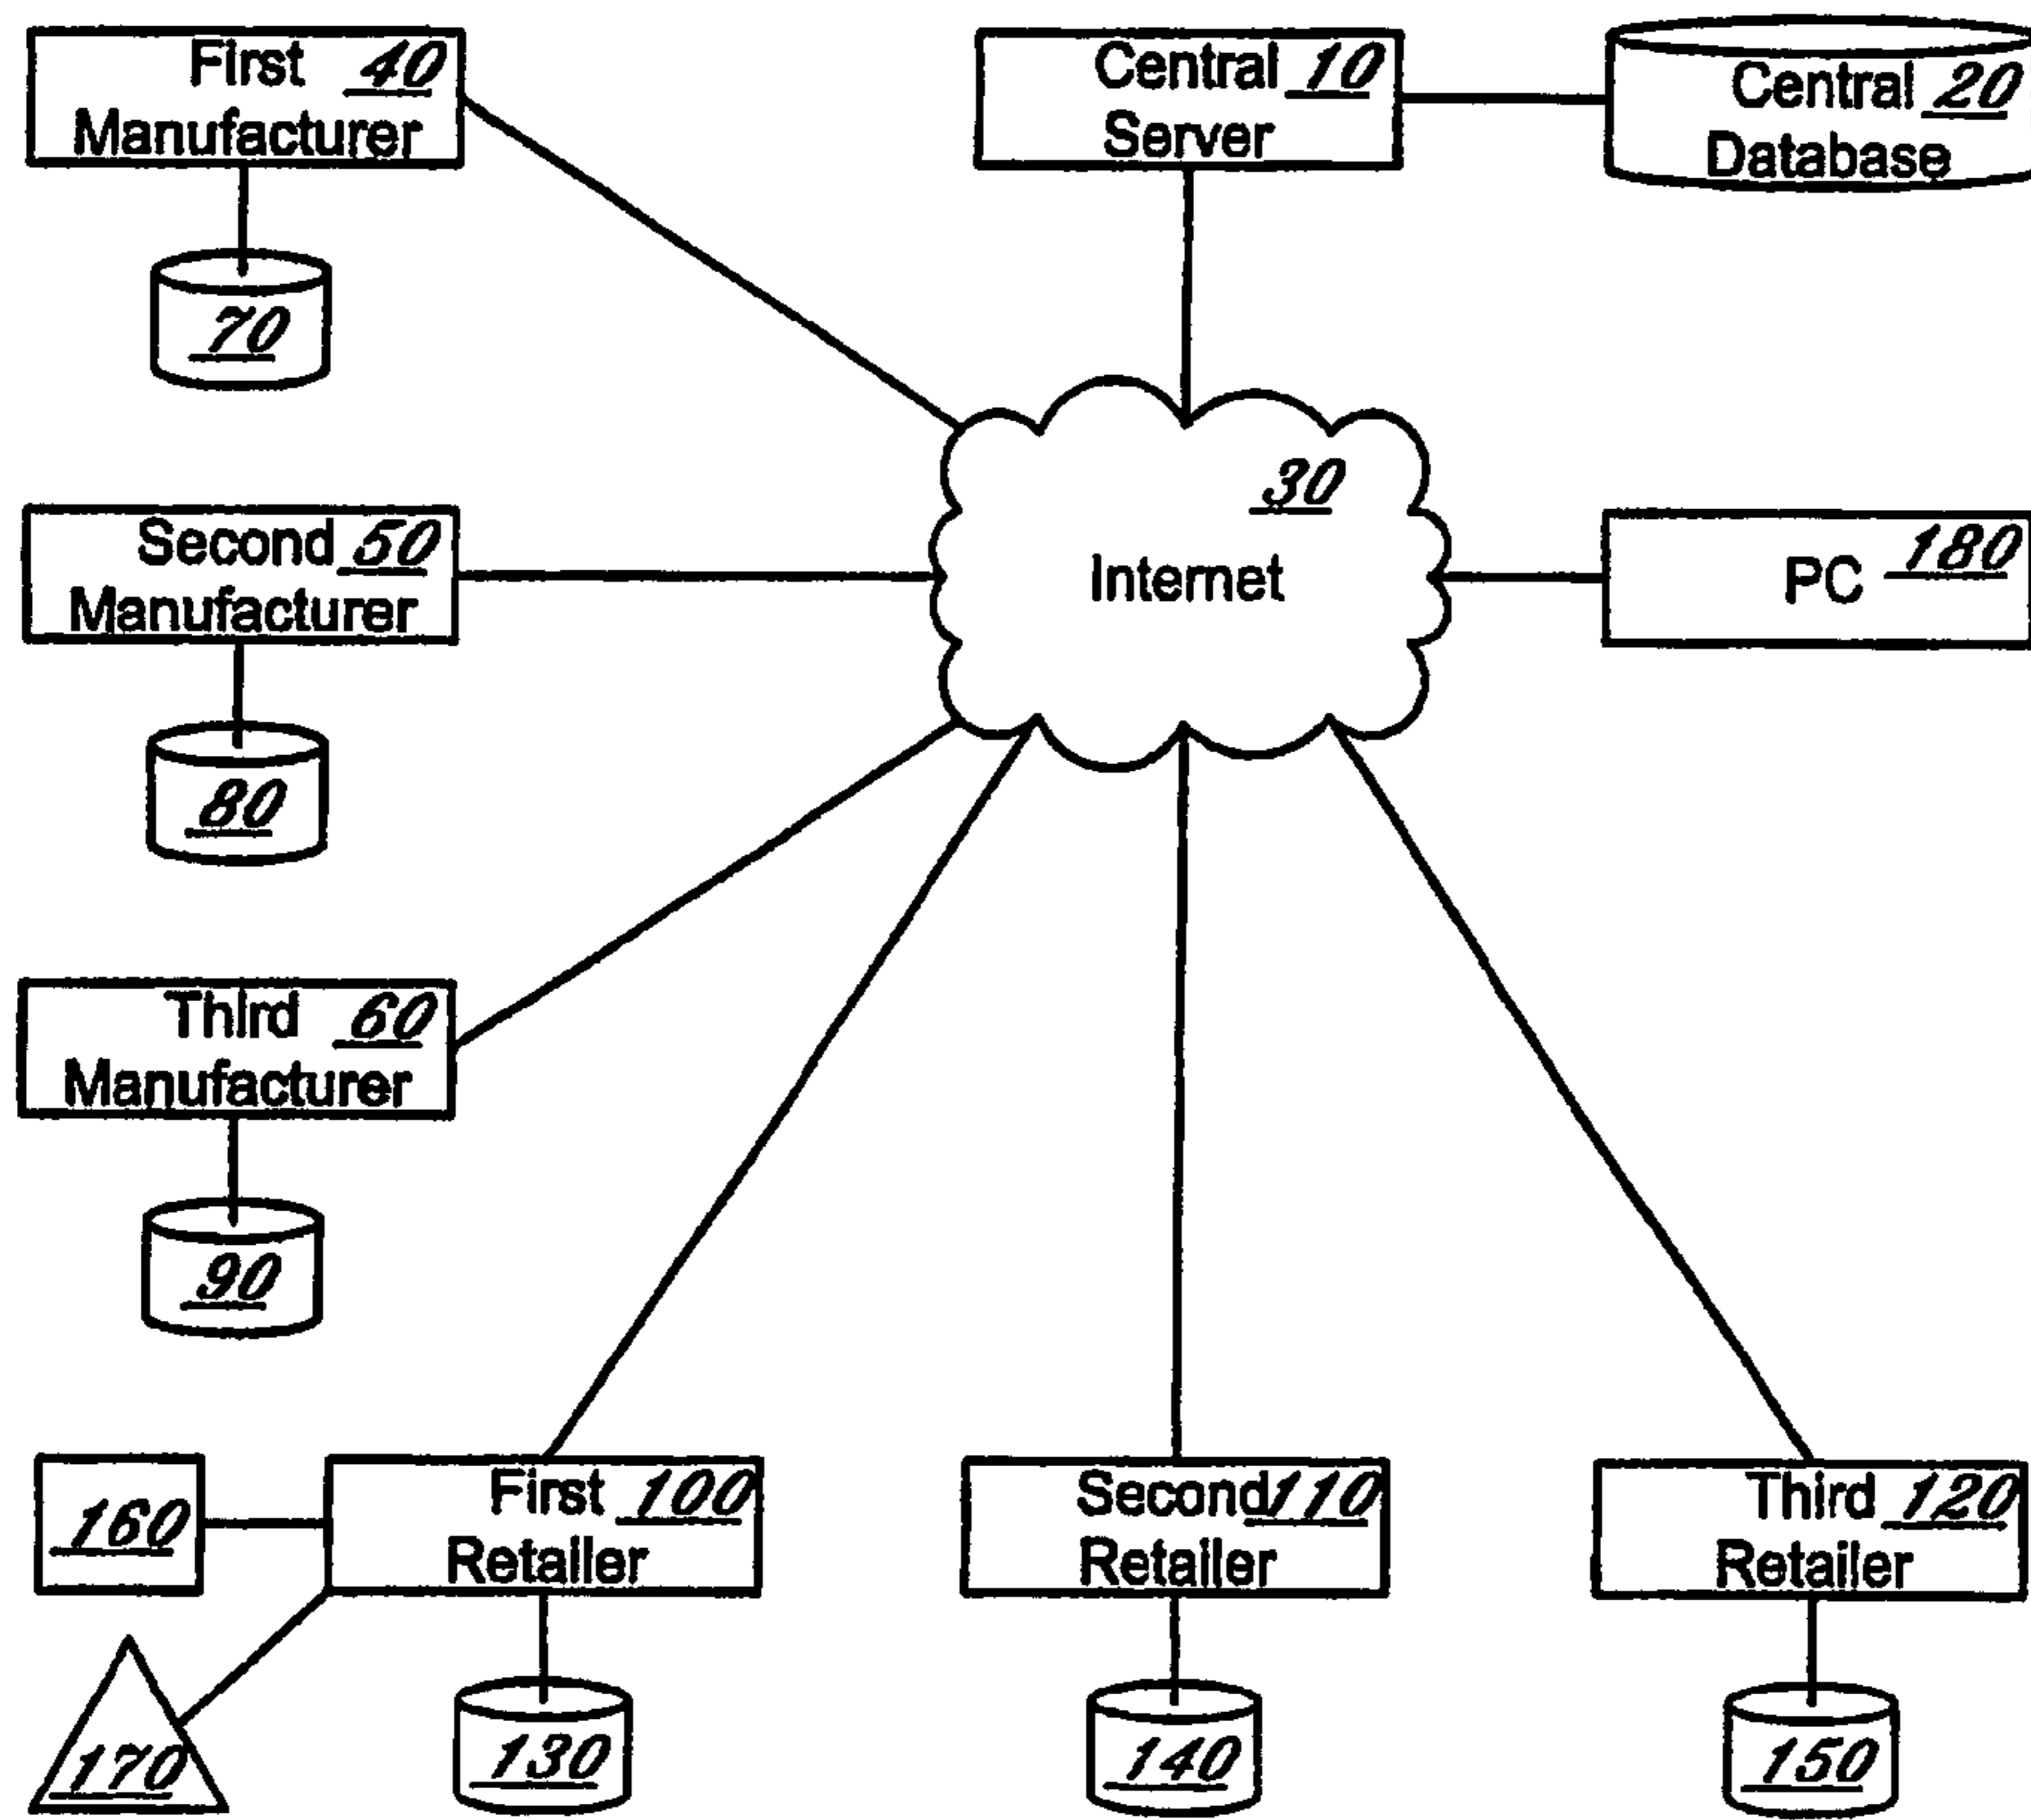 First 40
Manufacturer
Central 10
Server
Central 20
Database
70
30
Internet
Second 50
Manufacturer
PC 180
80
Third 60
Manufacturer
90
160
First 100
Retailer
Second 110
Retailer
Third 120
Retailer
170
130
140
150